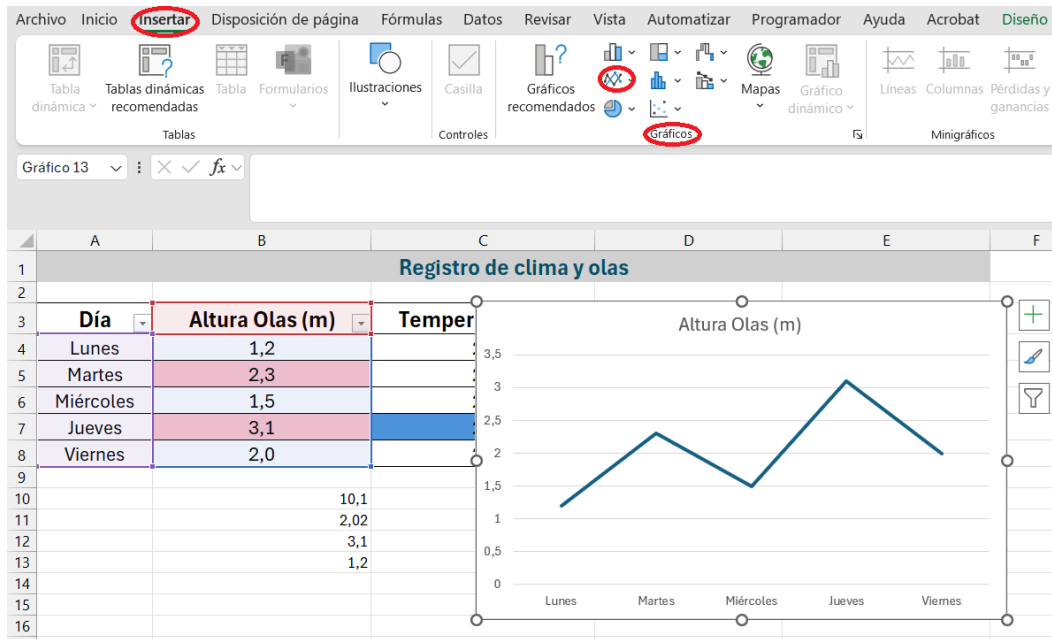 Archivo Inicio Insertar Disposición de página Fórmulas Datos Revisar Vista Automatizar Programador Ayuda Acrobat Diseño
Tabla dinámica
Tablas dinámicas recomendadas
Tabla
Formularios
Tablas
Ilustraciones
Casilla
Controles
Gráficos recomendados
Mapas
Gráfico dinámico
Gráficos
Líneas
Columnas
Pérdidas y ganancias
Minigráficos
Gráfico 13 fx
A B C D E F
1 Registro de clima y olas
2
3 Día Altura Olas (m) Temper
4 Lunes 1,2
5 Martes 2,3
6 Miércoles 1,5
7 Jueves 3,1
8 Viernes 2,0
9
10 10,1
11 2,02
12 3,1
13 1,2
14
15
16
Altura Olas (m)
3,5
3
2,5
2
1,5
1
0,5
0
Lunes Martes Miércoles Jueves Viernes